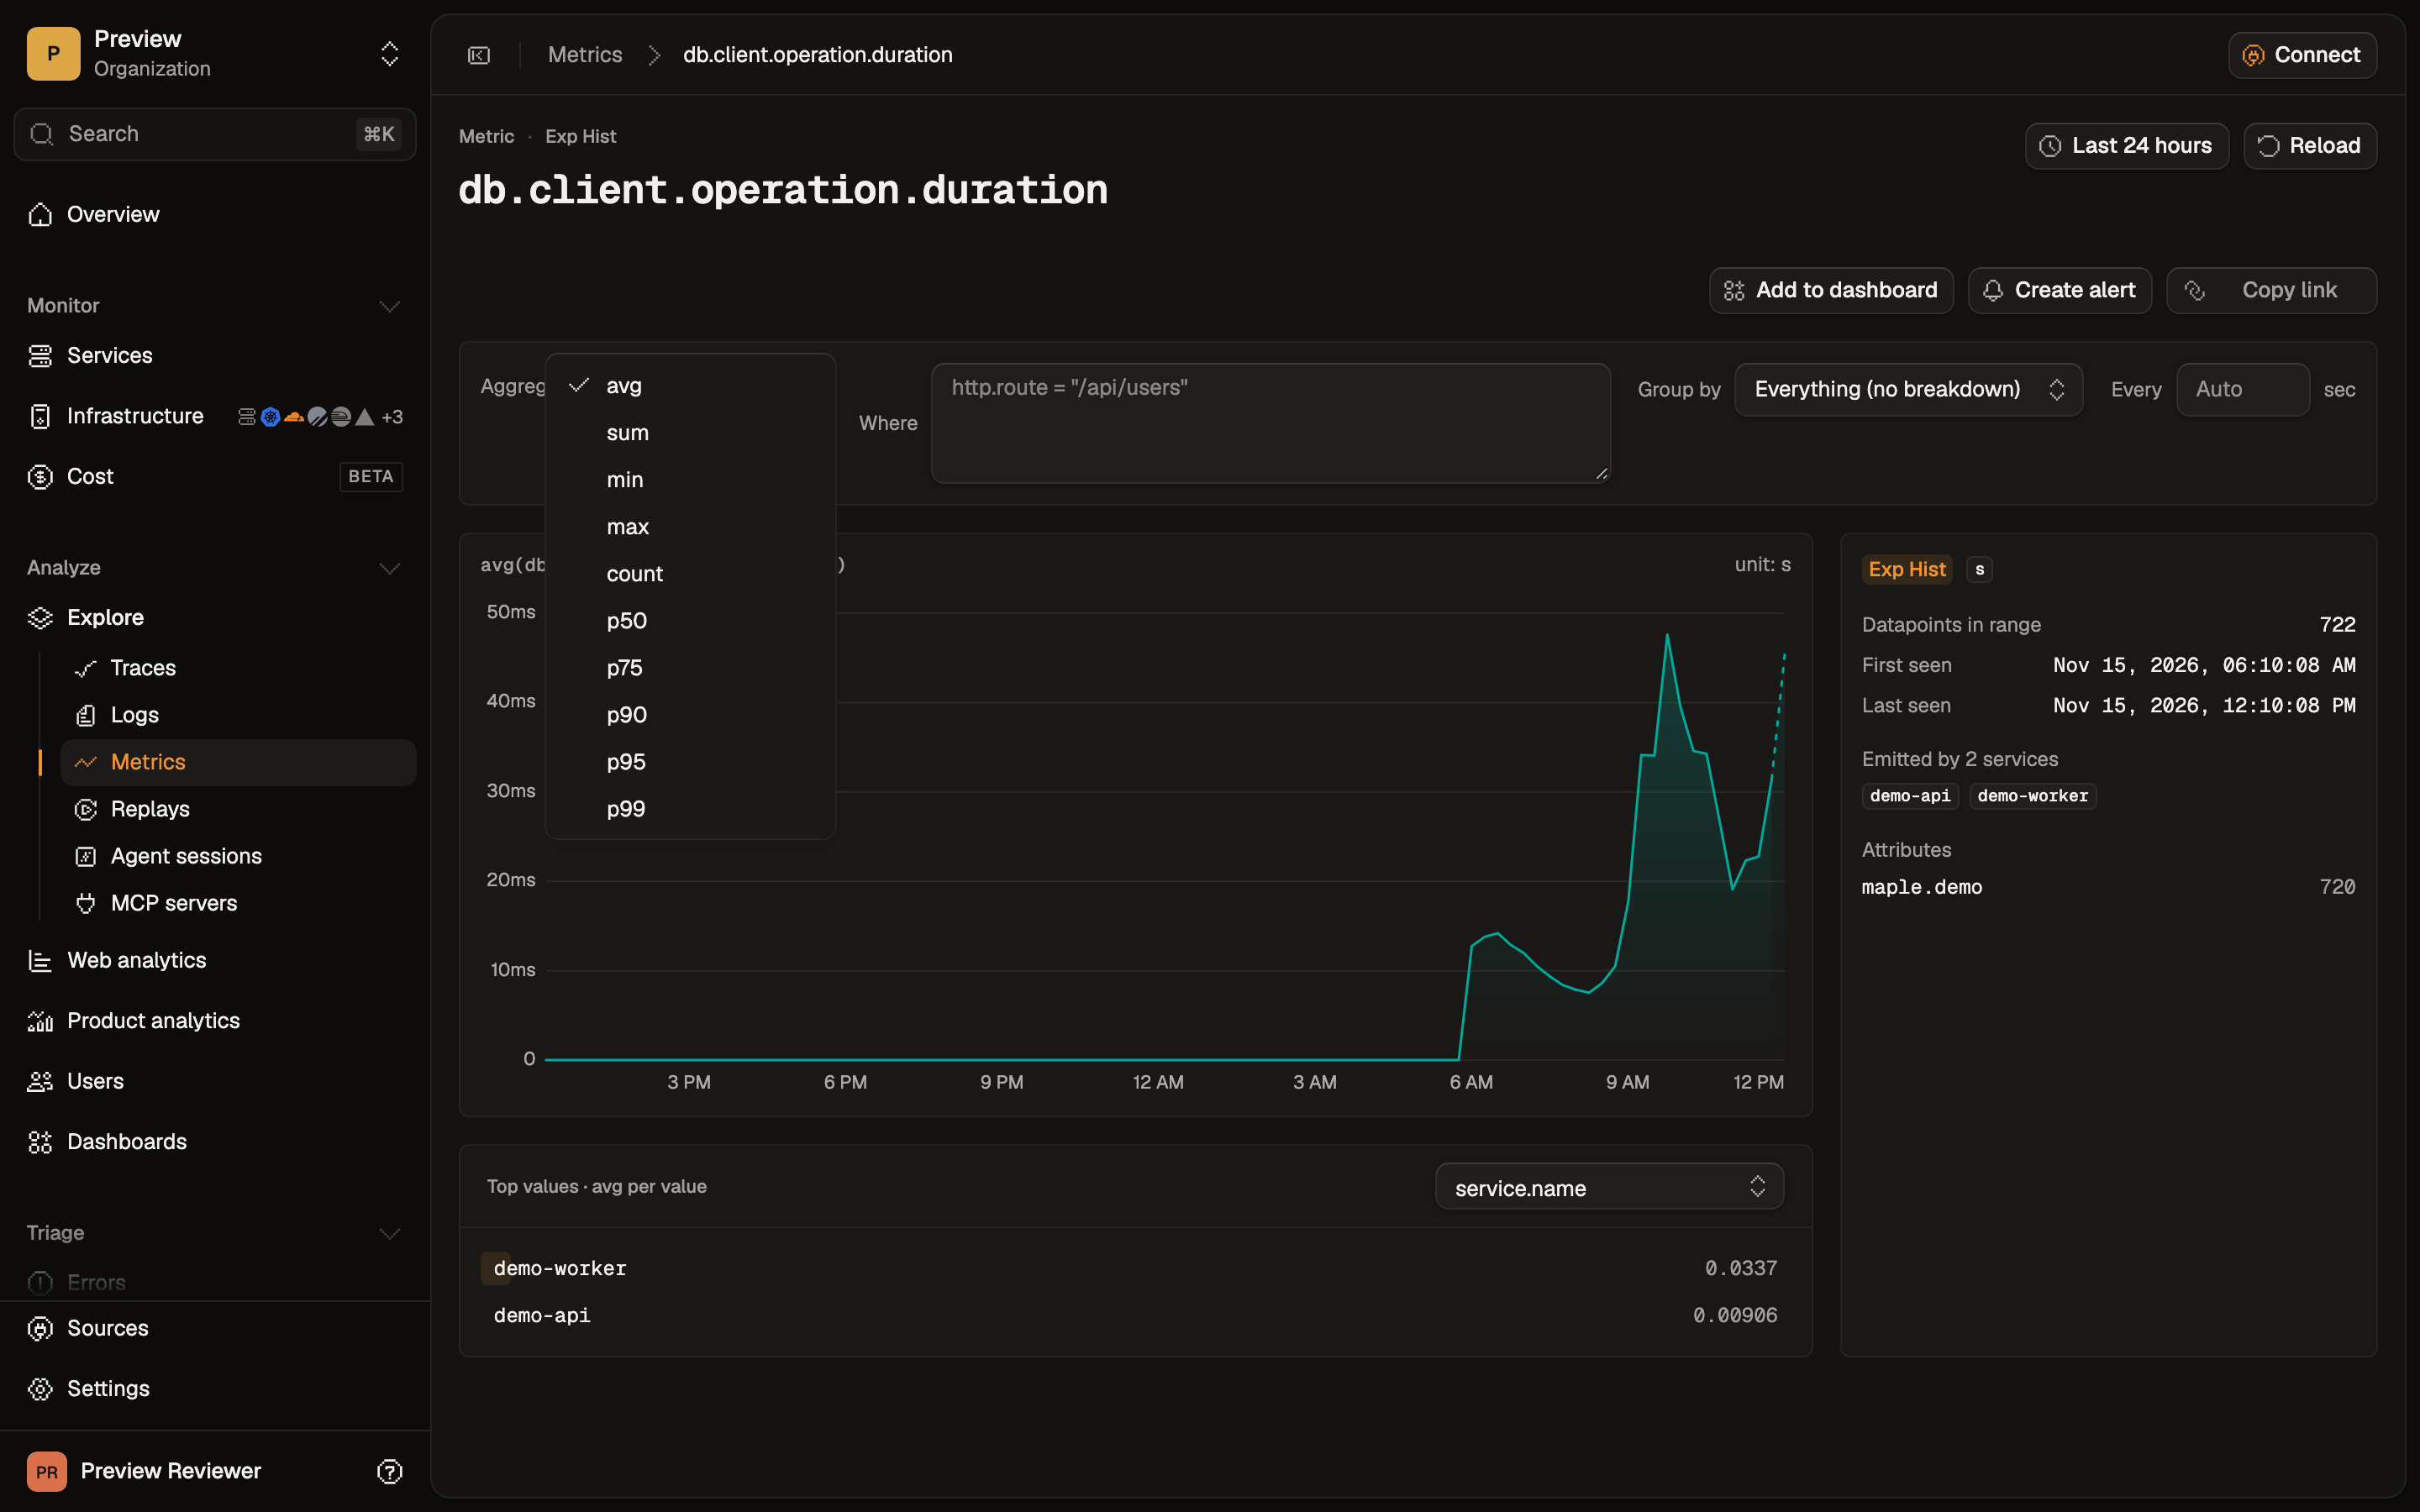 P
Preview
Organization
Search
⌘K
Overview
Monitor
Services
Infrastructure
+3
Cost
BETA
Analyze
Explore
Traces
Logs
Metrics
Replays
Agent sessions
MCP servers
Web analytics
Product analytics
Users
Dashboards
Triage
Errors
Sources
Settings
PR
Preview Reviewer
Metrics
db.client.operation.duration
Connect
Metric · Exp Hist
Last 24 hours
Reload
db.client.operation.duration
Add to dashboard
Create alert
Copy link
Aggreg
avg
sum
min
max
count
p50
p75
p90
p95
p99
Where
http.route = "/api/users"
Group by
Everything (no breakdown)
Every
Auto
sec
avg(db
)
unit: s
50ms
40ms
30ms
20ms
10ms
0
3 PM
6 PM
9 PM
12 AM
3 AM
6 AM
9 AM
12 PM
Exp Hist
s
Datapoints in range
722
First seen
Nov 15, 2026, 06:10:08 AM
Last seen
Nov 15, 2026, 12:10:08 PM
Emitted by 2 services
demo-api
demo-worker
Attributes
maple.demo
720
Top values · avg per value
service.name
demo-worker
0.0337
demo-api
0.00906